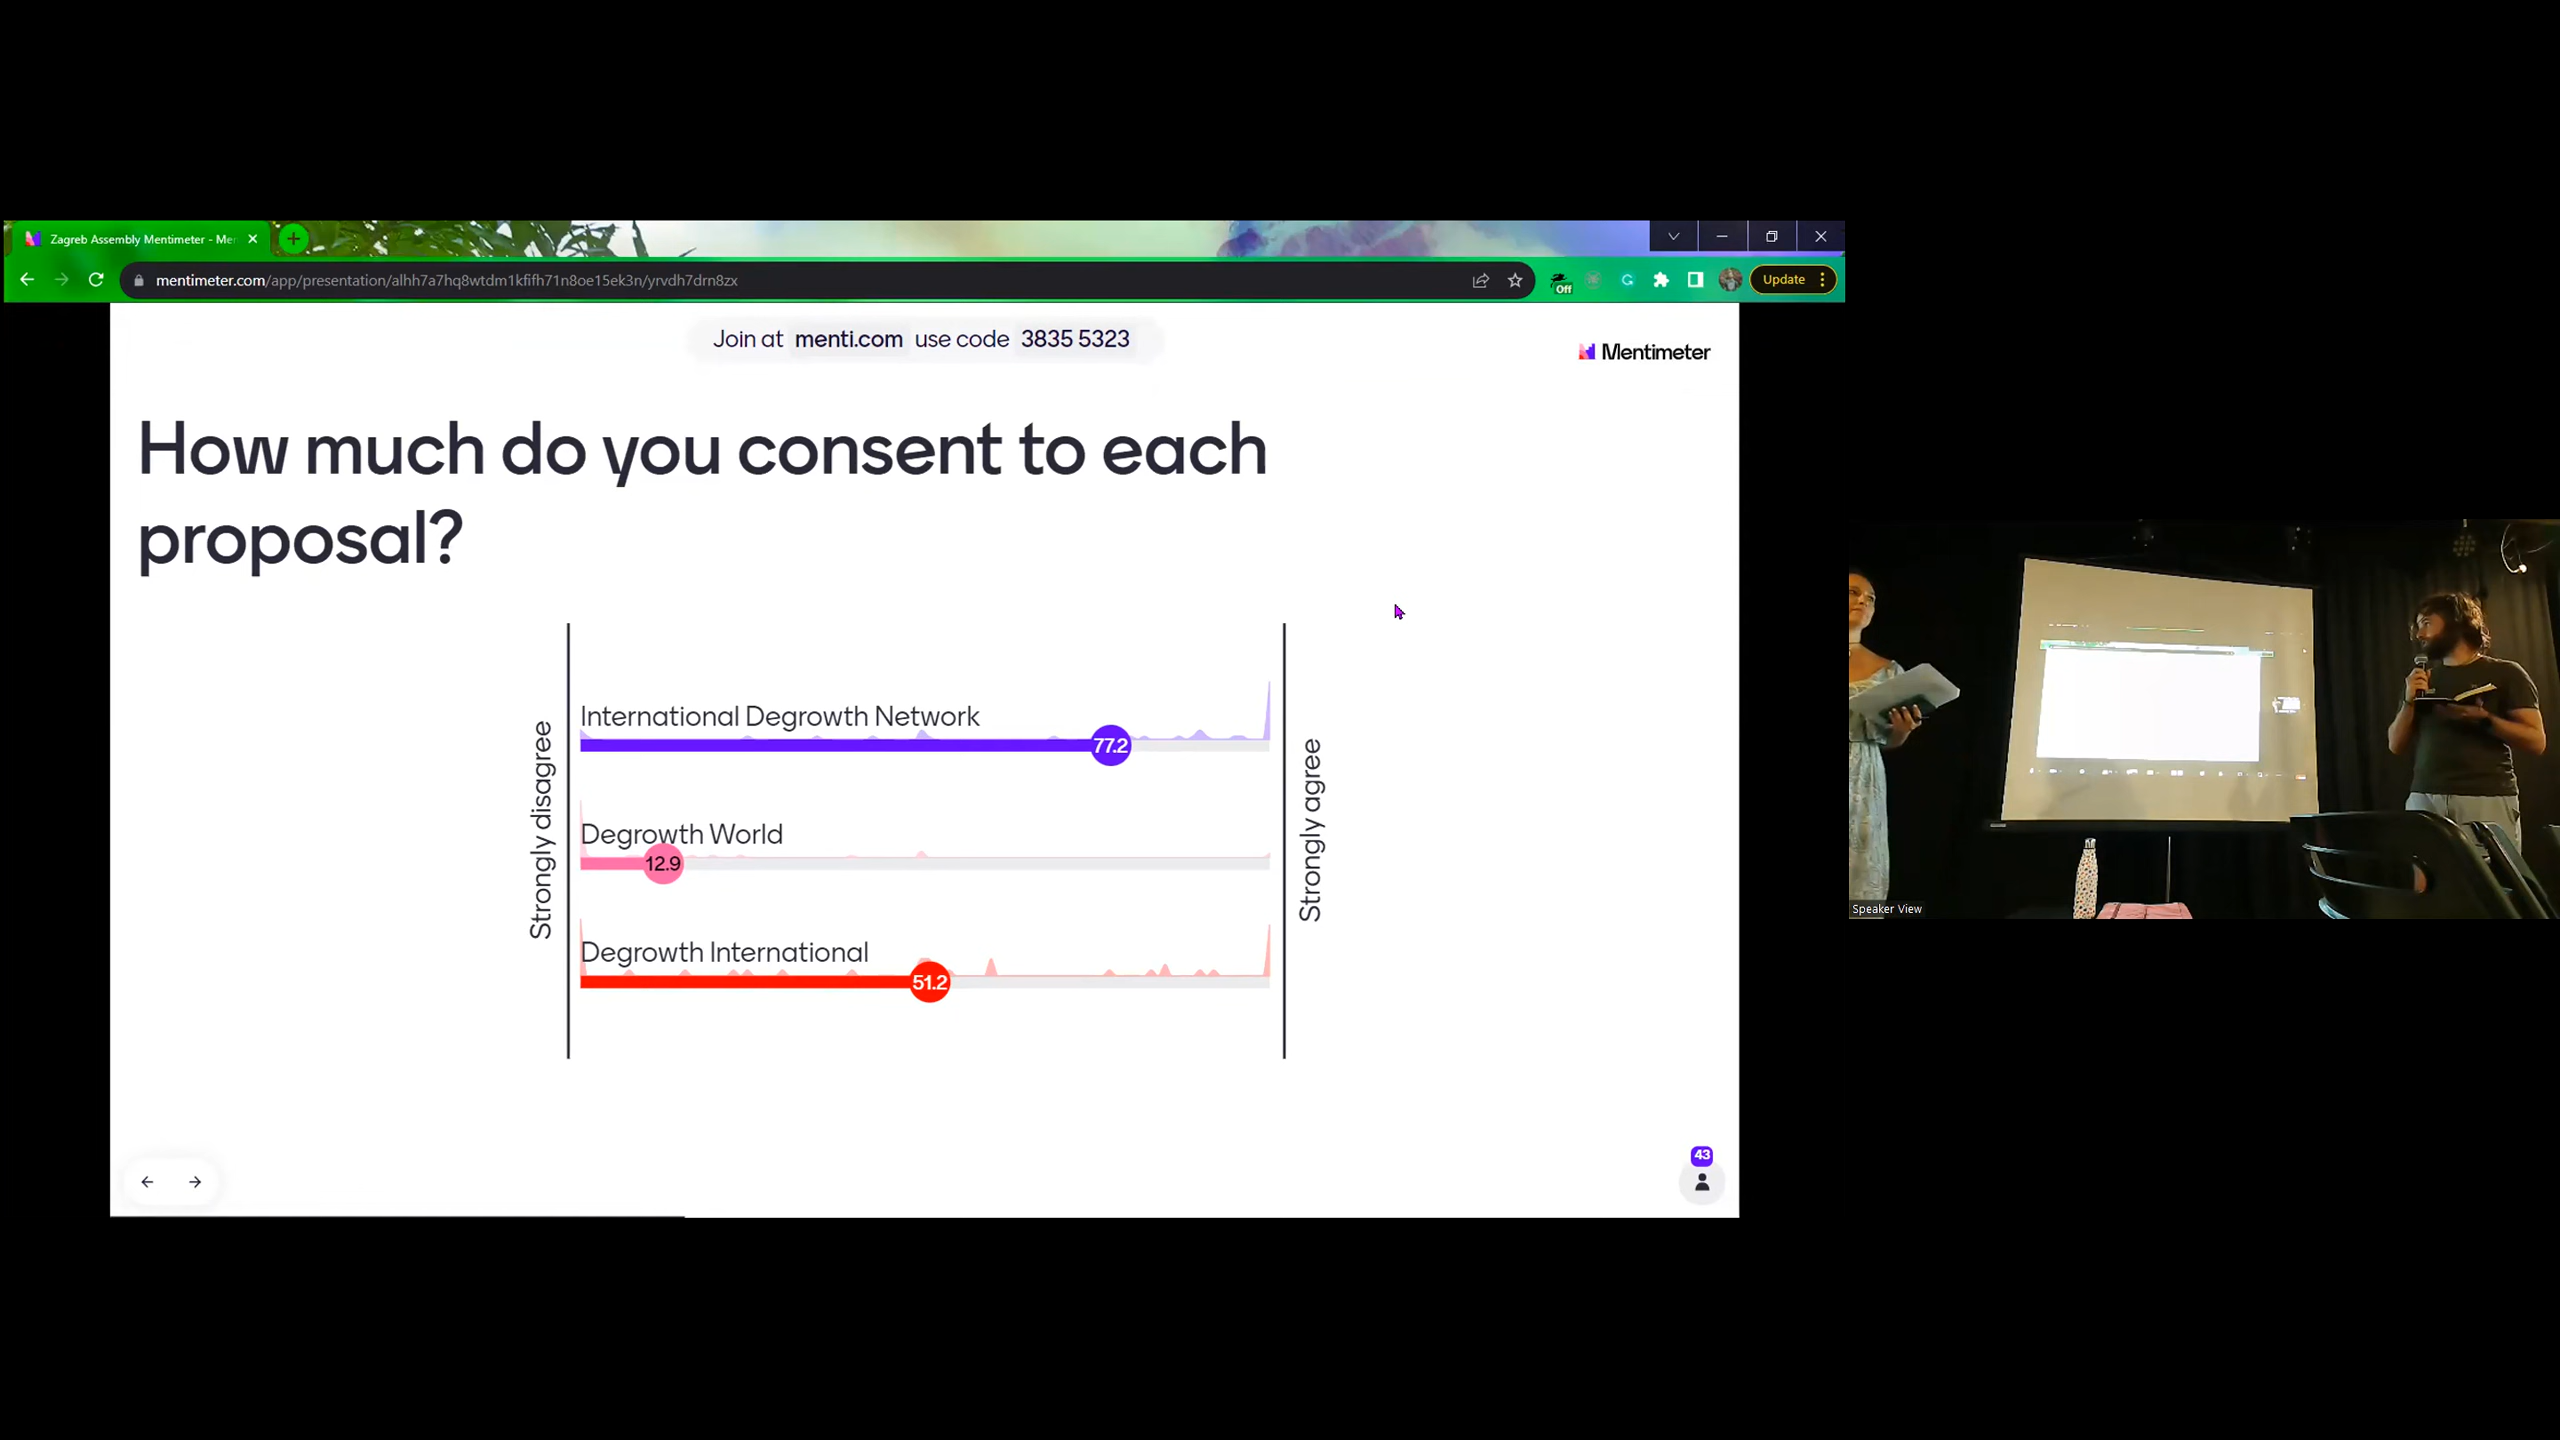 Zagreb Assembly Mentimeter - Me
mentimeter.com/app/presentation/alhh7a7hq8wtdm1kfifh71n8oe15ek3n/yrvdh7drn8zx
Off
Update
Join at menti.com use code 3835 5323
Mentimeter
How much do you consent to each
proposal?
Strongly disagree
International Degrowth Network
77.2
Degrowth World
12.9
Degrowth International
51.2
Strongly agree
43
Speaker View